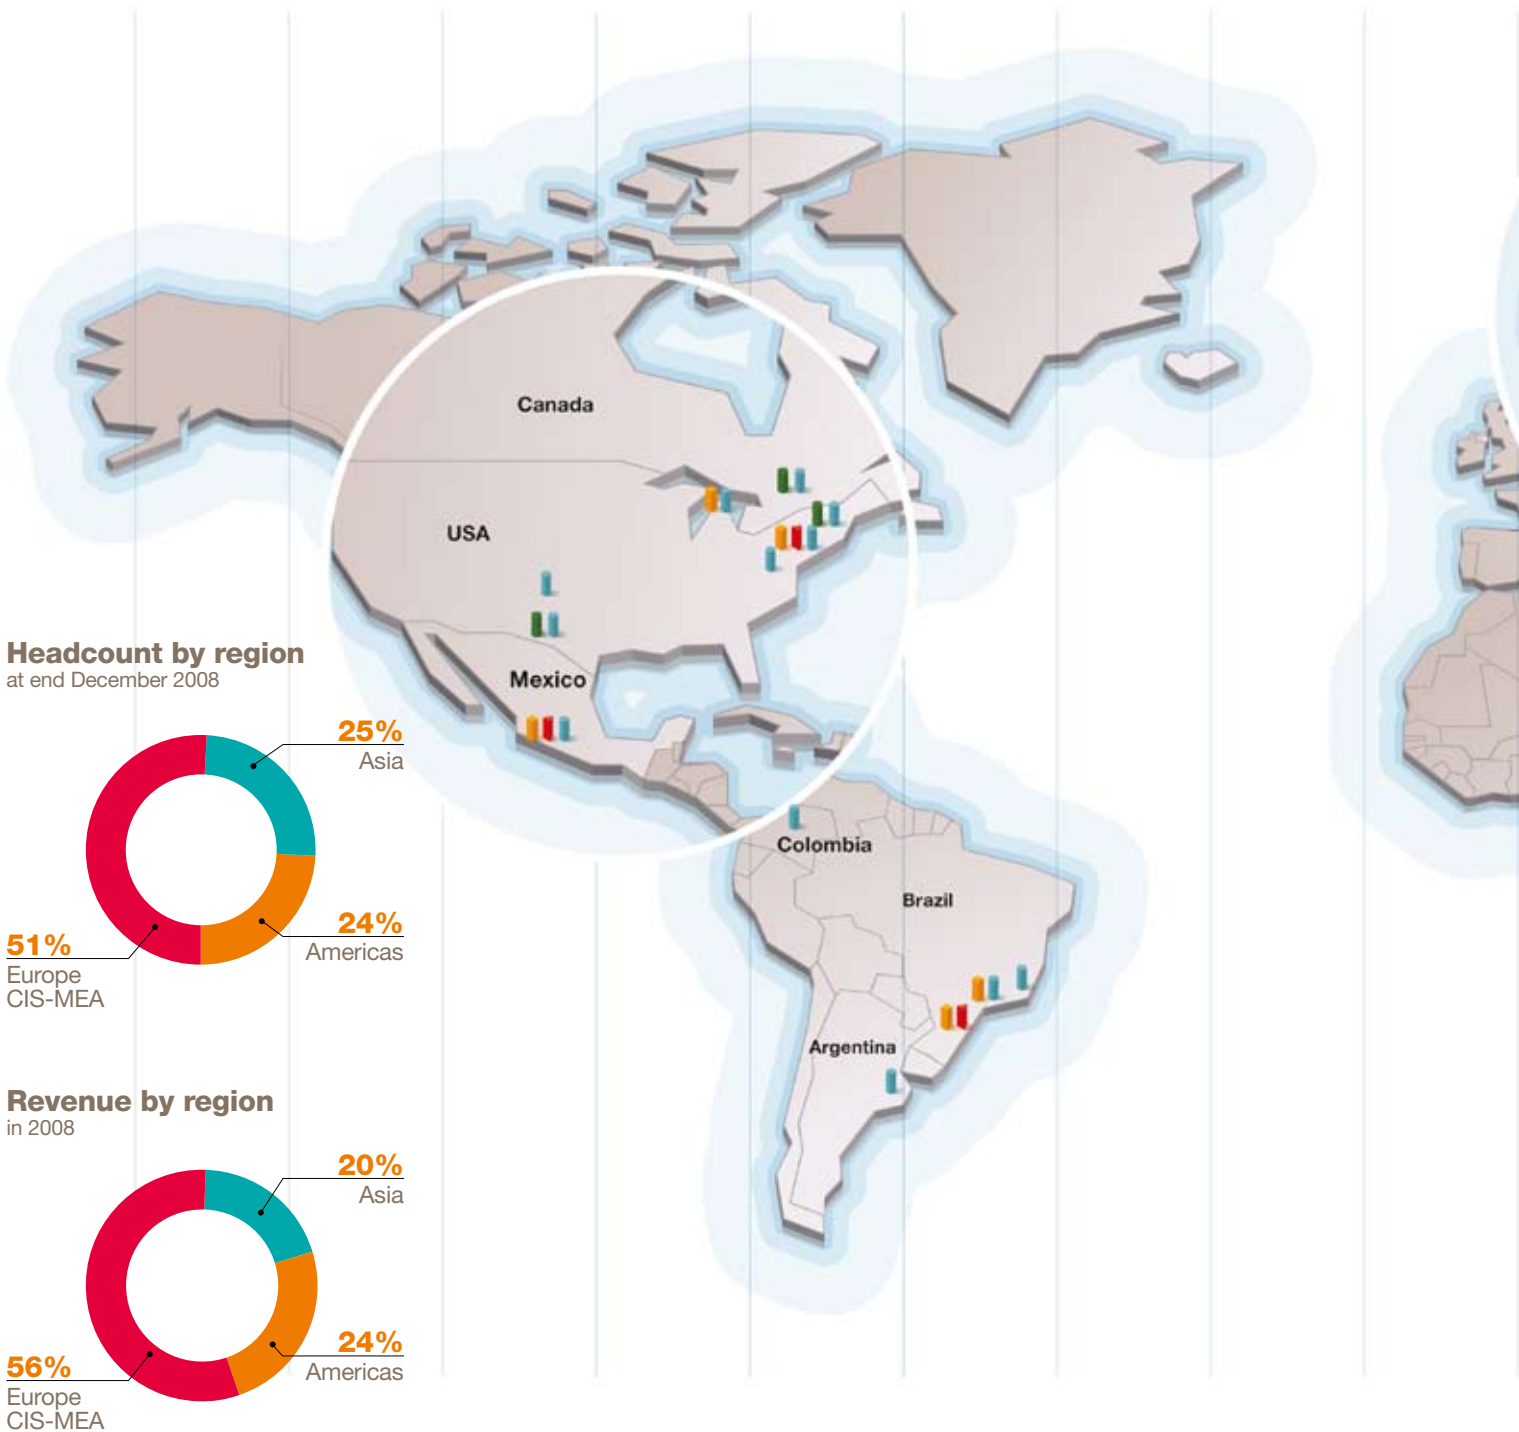 Canada
USA
Mexico
Colombia
Brazil
Argentina
Headcount by region
at end December 2008
25%
Asia
24%
Americas
51%
Europe
CIS-MEA
Revenue by region
in 2008
20%
Asia
24%
Americas
56%
Europe
CIS-MEA